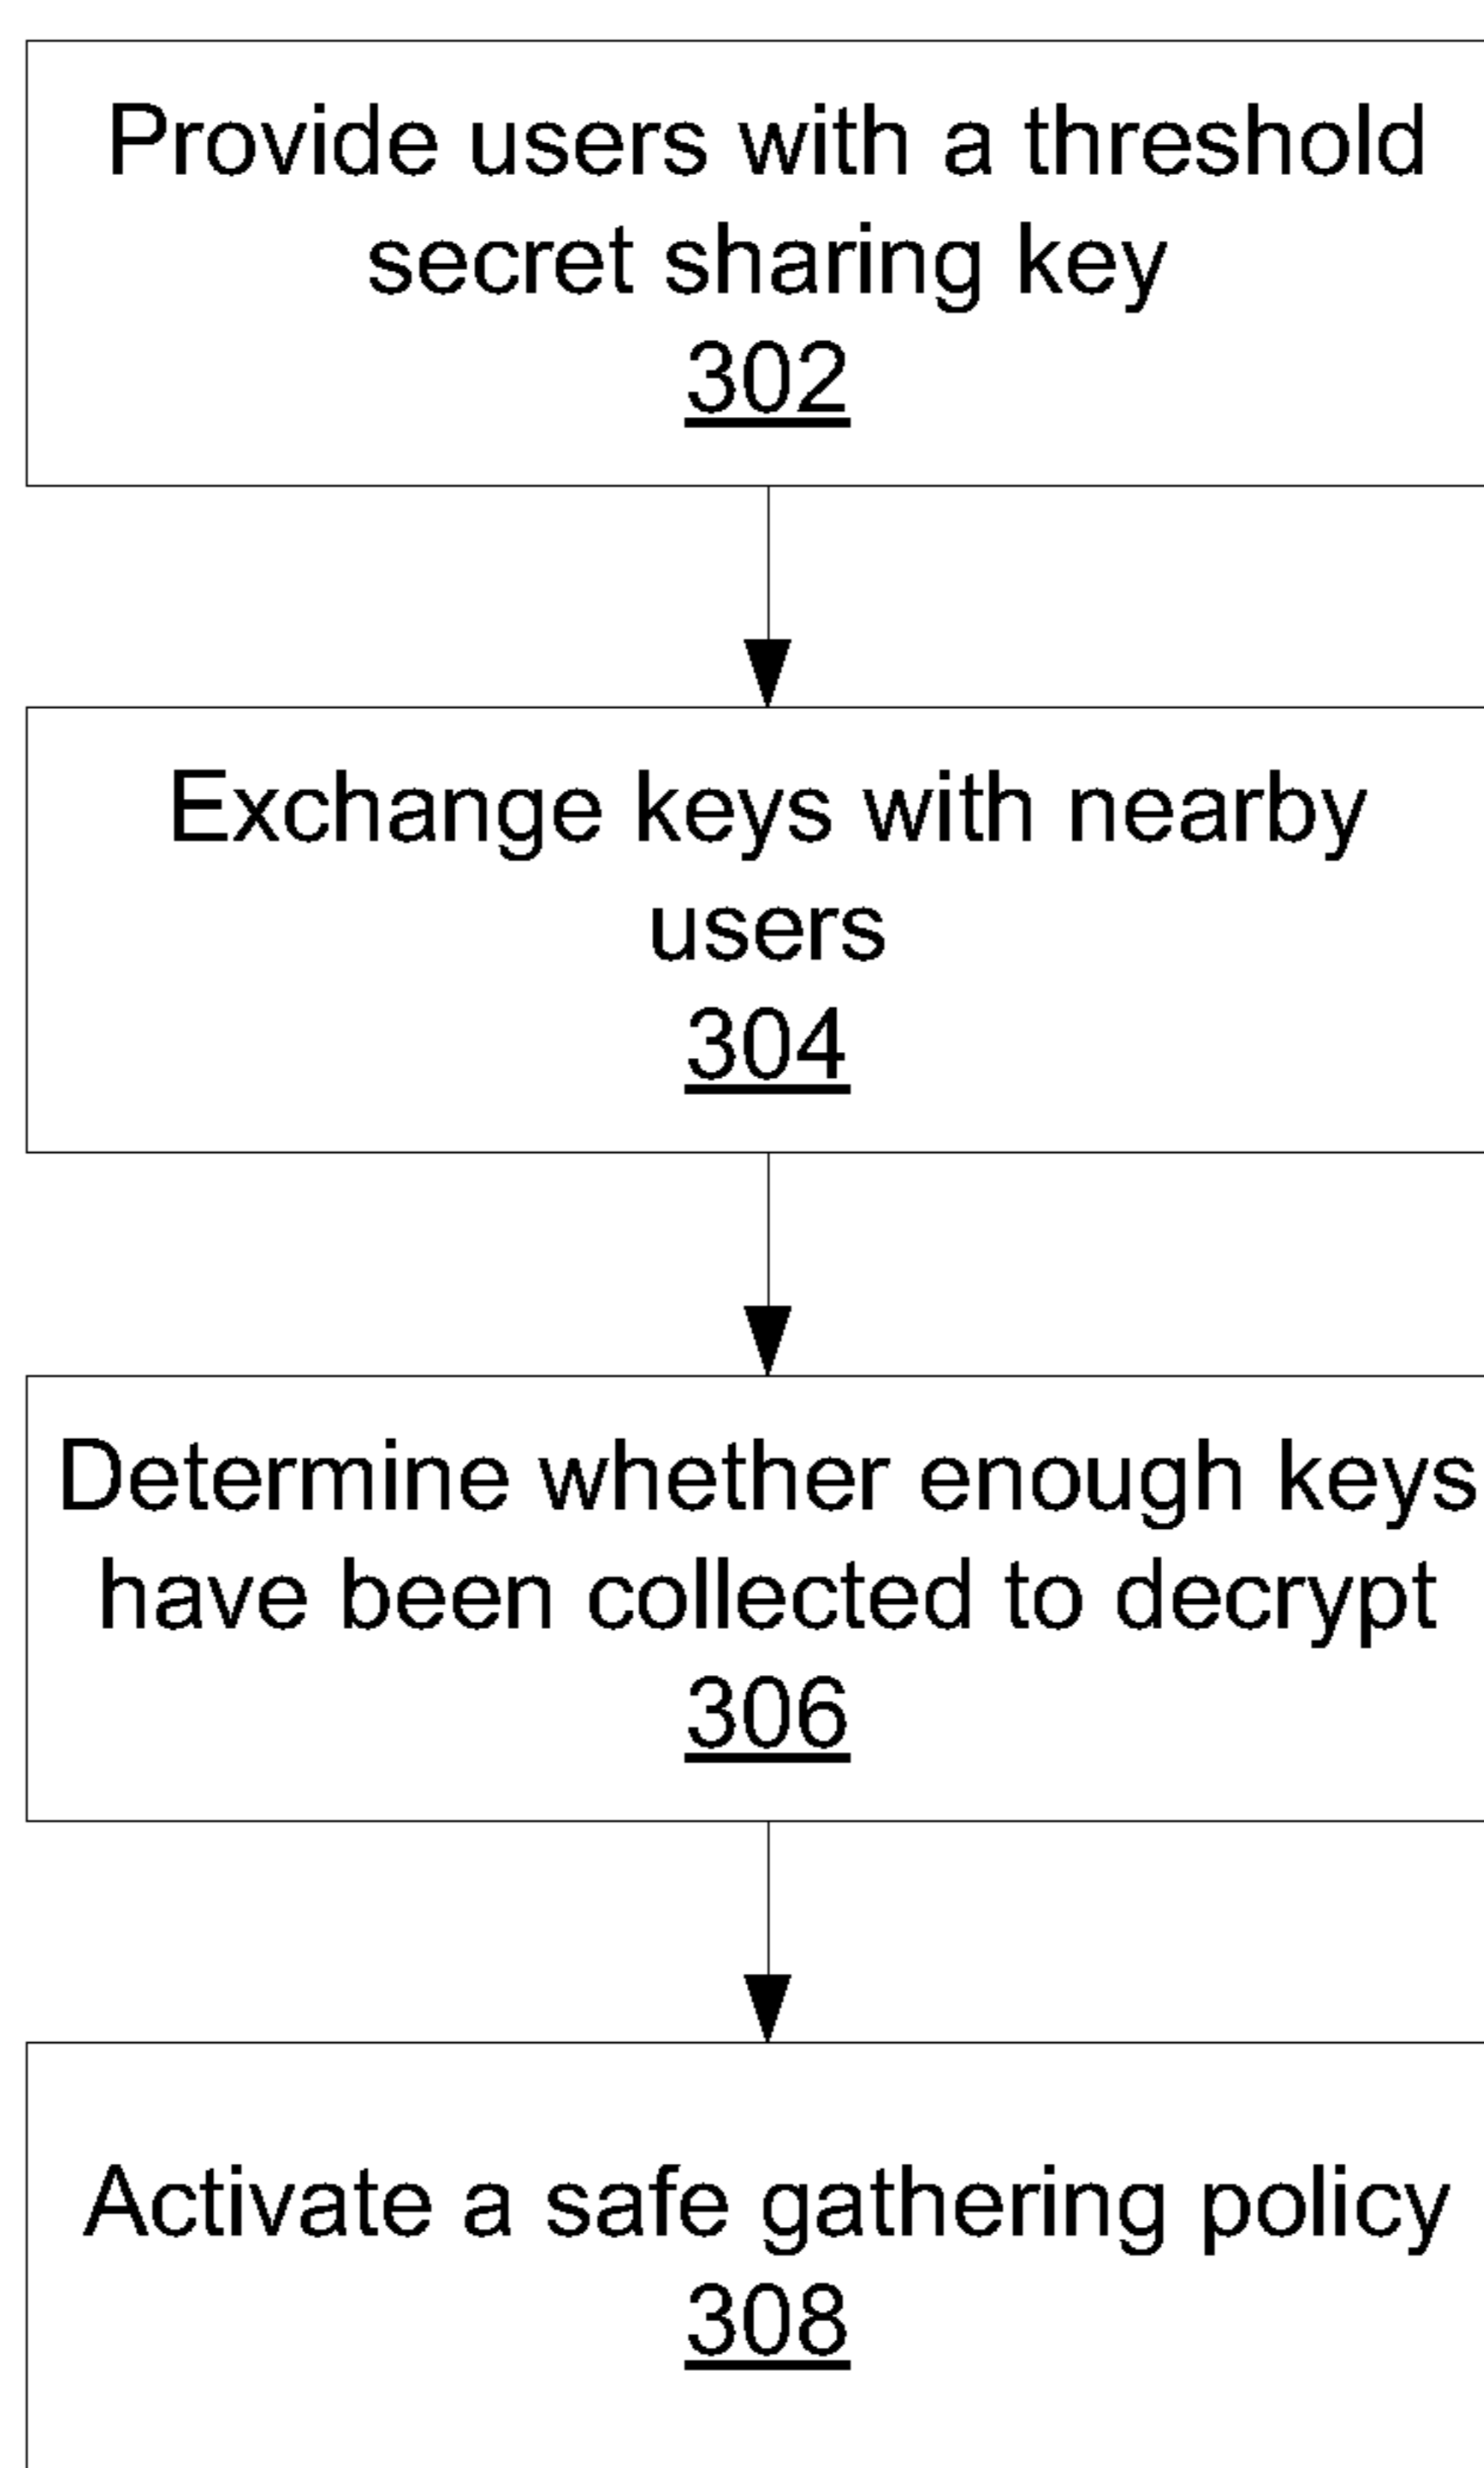 Provide users with a threshold
secret sharing key
302
Exchange keys with nearby
users
304
Determine whether enough keys
have been collected to decrypt
306
Activate a safe gathering policy
308